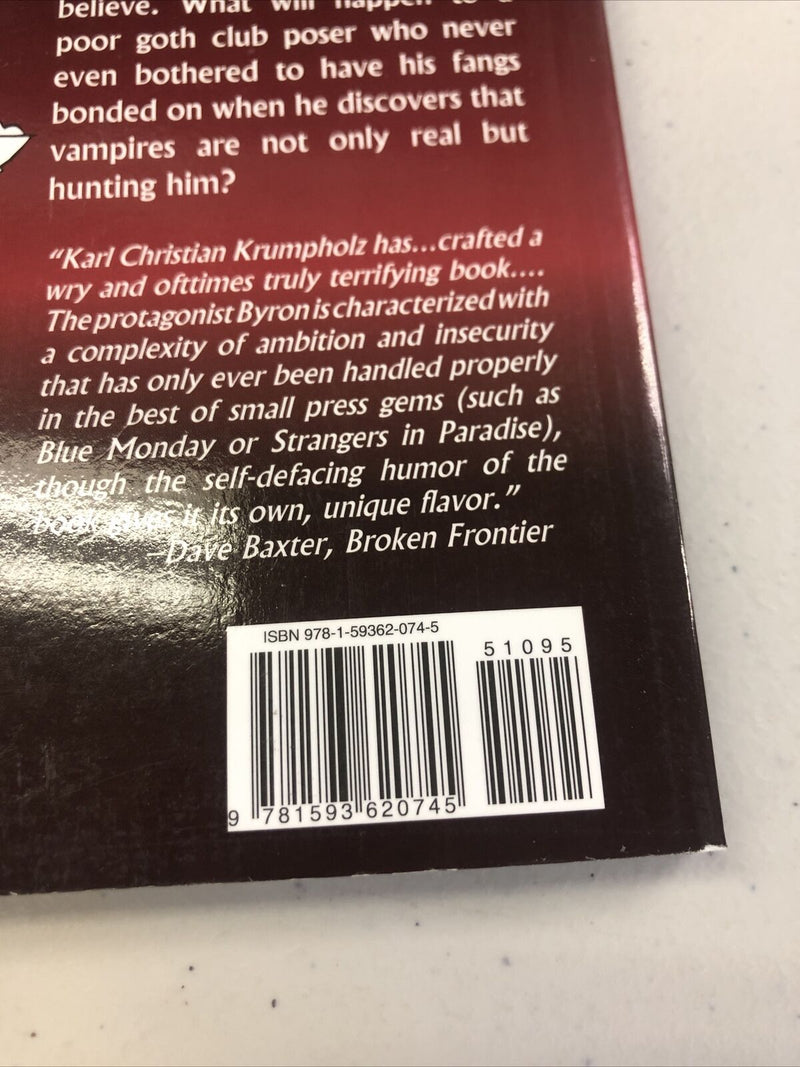 believe. What will happen to a
poor goth club poser who never
even bothered to have his fangs
bonded on when he discovers that
vampires are not only real but
hunting him?
“Karl Christian Krumpholz has...crafted a
wry and ofttimes truly terrifying book....
The protagonist Byron is characterized with
a complexity of ambition and insecurity
that has only ever been handled properly
in the best of small press gems (such as
Blue Monday or Strangers in Paradise),
though the self-defacing humor of the
book gives it its own, unique flavor.”
—Dave Baxter, Broken Frontier
ISBN 978-1-59362-074-5
51095
9 781593 620745